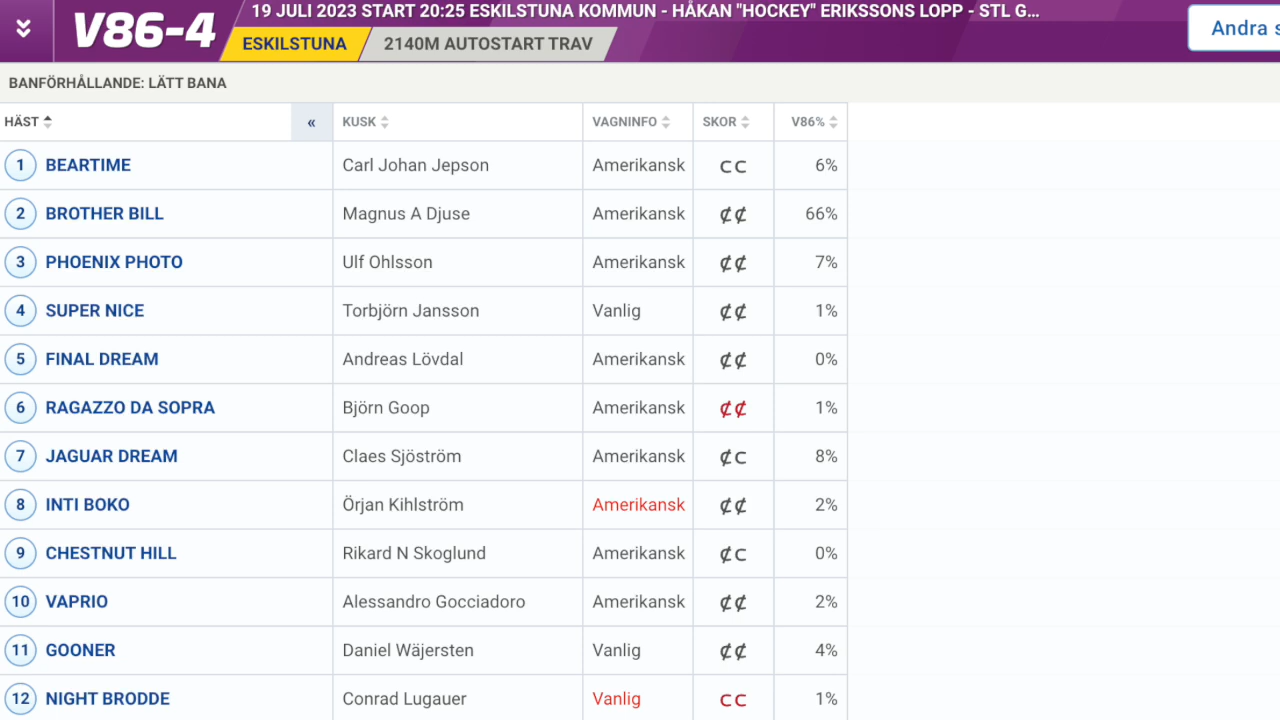 V86-4
19 JULI 2023 START 20:25 ESKILSTUNA KOMMUN - HÅKAN "HOCKEY" ERIKSSONS LOPP - STL G...
ESKILSTUNA 2140M AUTOSTART TRAV
Andra s
BANFÖRHÅLLANDE: LÄTT BANA
HÄST « KUSK VAGNINFO SKOR V86%
1 BEARTIME Carl Johan Jepson Amerikansk C C 6%
2 BROTHER BILL Magnus A Djuse Amerikansk ₵ ₵ 66%
3 PHOENIX PHOTO Ulf Ohlsson Amerikansk ₵ ₵ 7%
4 SUPER NICE Torbjörn Jansson Vanlig ₵ ₵ 1%
5 FINAL DREAM Andreas Lövdal Amerikansk ₵ ₵ 0%
6 RAGAZZO DA SOPRA Björn Goop Amerikansk ₵ ₵ 1%
7 JAGUAR DREAM Claes Sjöström Amerikansk ₵ C 8%
8 INTI BOKO Örjan Kihlström Amerikansk ₵ ₵ 2%
9 CHESTNUT HILL Rikard N Skoglund Amerikansk ₵ C 0%
10 VAPRIO Alessandro Gocciadoro Amerikansk ₵ ₵ 2%
11 GOONER Daniel Wäjersten Vanlig ₵ ₵ 4%
12 NIGHT BRODDE Conrad Lugauer Vanlig C C 1%